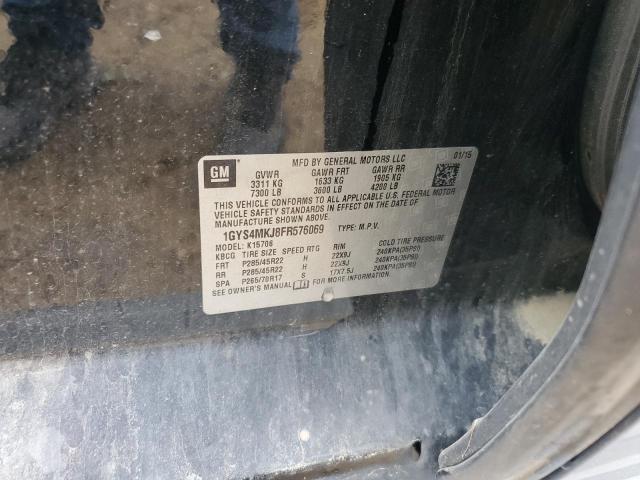 GM
MFD BY GENERAL MOTORS LLC
01/15
GVWR GAWR FRT GAWR RR
3311 KG 1633 KG 1905 KG
7300 LB 3600 LB 4200 LB
THIS VEHICLE CONFORMS TO ALL APPLICABLE U.S. FEDERAL MOTOR
VEHICLE SAFETY STANDARDS IN EFFECT ON THE DATE OF
MANUFACTURE SHOWN ABOVE.
1GYS4MKJ8FR576069 TYPE: M.P.V.
MODEL: K15706
KBCG TIRE SIZE SPEED RTG RIM COLD TIRE PRESSURE
FRT P285/45R22 H 22X9J 240KPA(35PSI)
RR P285/45R22 H 22X9J 240KPA(35PSI)
SPA P265/70R17 S 17X7.5J 240KPA(35PSI)
SEE OWNER'S MANUAL FOR MORE INFORMATION.